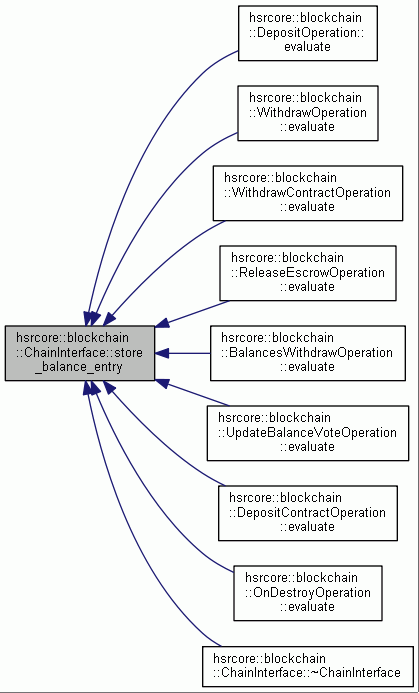 hsrcore::blockchain
::DepositOperation::
evaluate
hsrcore::blockchain
::WithdrawOperation
::evaluate
hsrcore::blockchain
::WithdrawContractOperation
::evaluate
hsrcore::blockchain
::ReleaseEscrowOperation
::evaluate
hsrcore::blockchain
::ChainInterface::store
_balance_entry
hsrcore::blockchain
::BalancesWithdrawOperation
::evaluate
hsrcore::blockchain
::UpdateBalanceVoteOperation
::evaluate
hsrcore::blockchain
::DepositContractOperation
::evaluate
hsrcore::blockchain
::OnDestroyOperation
::evaluate
hsrcore::blockchain
::ChainInterface::~ChainInterface